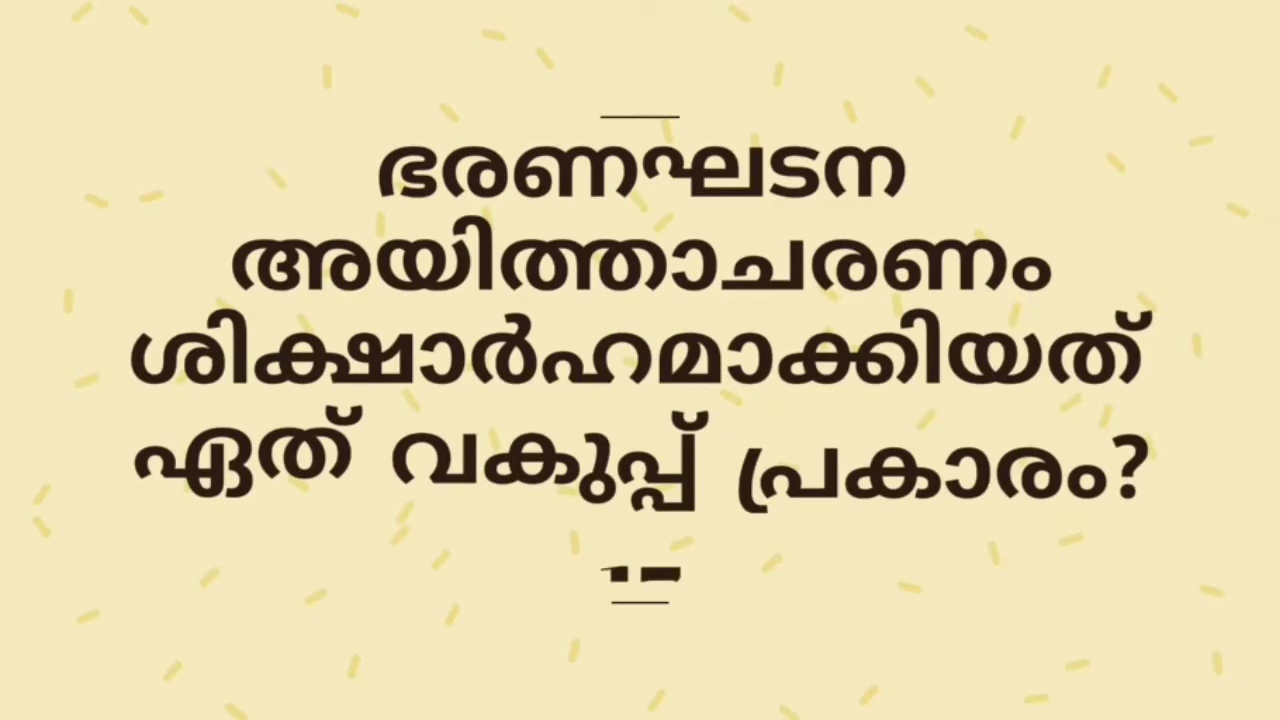 ഭരണഘടന
അയിത്താചരണം
ശിക്ഷാർഹമാക്കിയത്
ഏത് വകുപ്പ് പ്രകാരം?